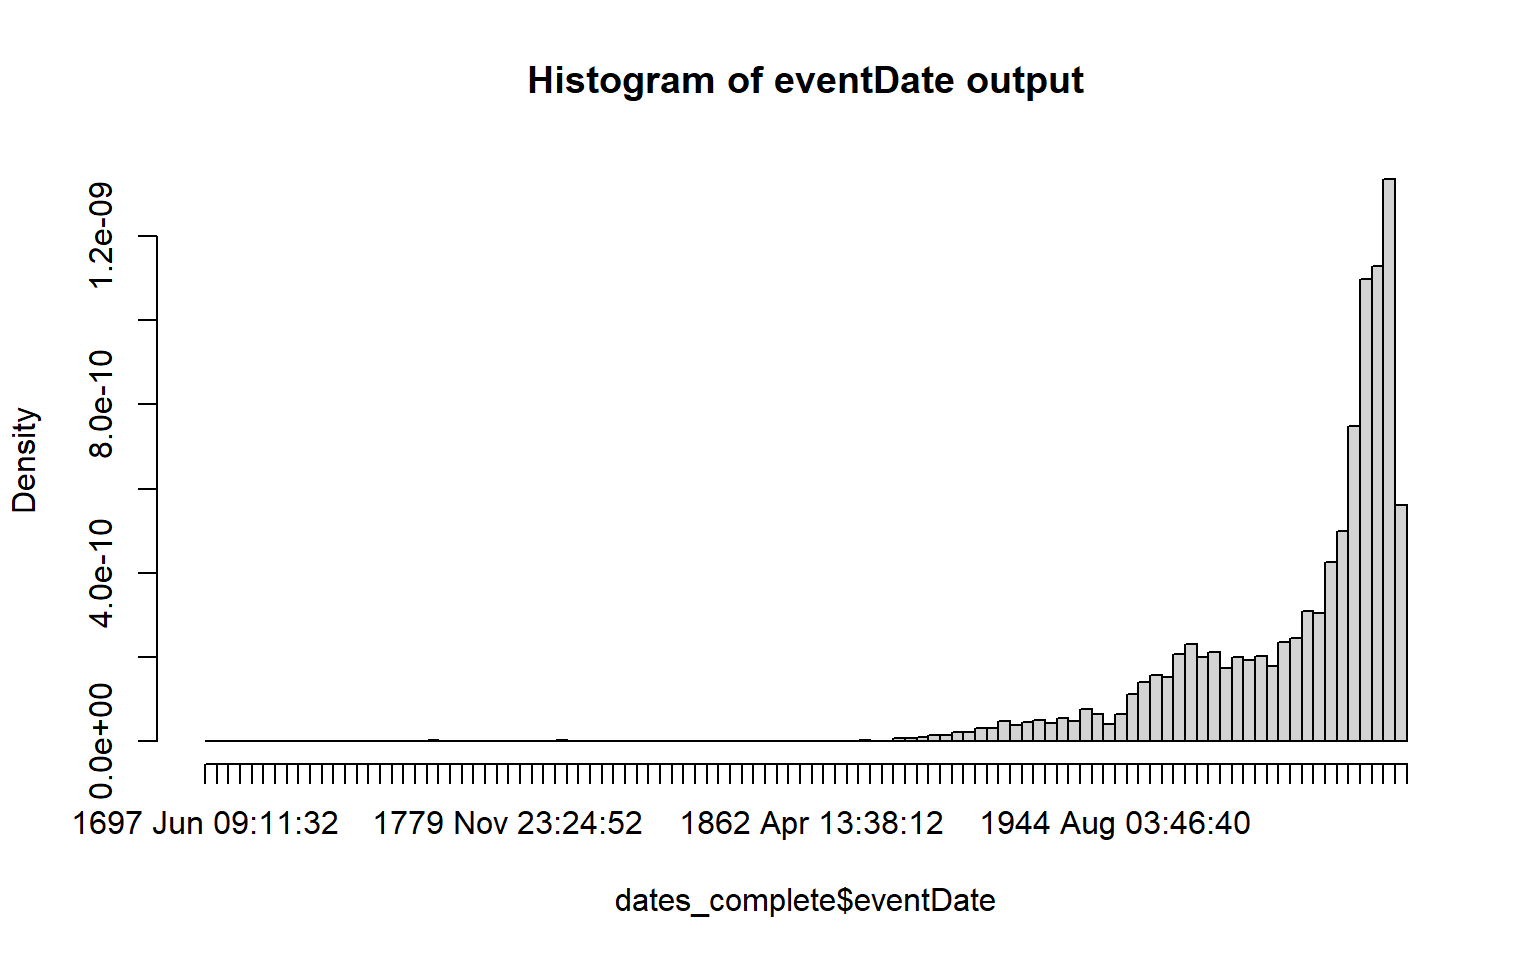 Histogram of eventDate output
Density
1.2e-09
8.0e-10
4.0e-10
0.0e+00
1697 Jun 09:11:32
1779 Nov 23:24:52
1862 Apr 13:38:12
1944 Aug 03:46:40
dates_complete$eventDate